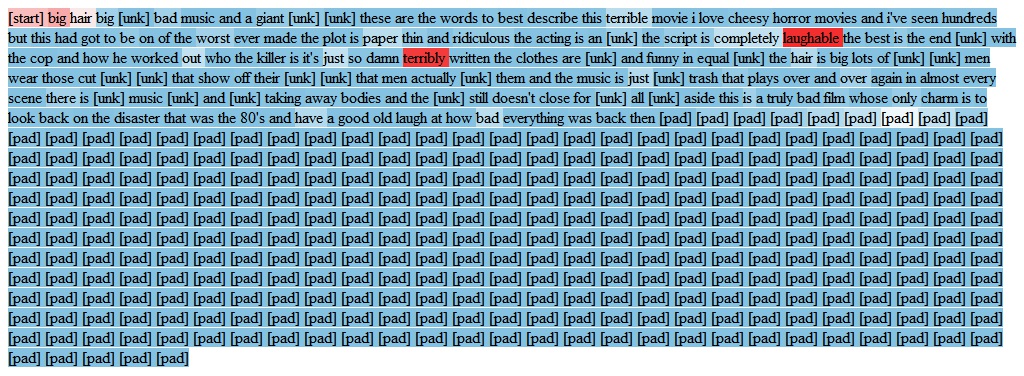 [start] big hair big [unk] bad music and a giant [unk] [unk] these are the words to best describe this terrible movie i love cheesy horror movies and i've seen hundreds
but this had got to be on of the worst ever made the plot is paper thin and ridiculous the acting is an [unk] the script is completely laughable the best is the end [unk] with
the cop and how he worked out who the killer is it's just so damn terribly written the clothes are [unk] and funny in equal [unk] the hair is big lots of [unk] [unk] men
wear those cut [unk] [unk] that show off their [unk] [unk] that men actually [unk] them and the music is just [unk] trash that plays over and over again in almost every
scene there is [unk] music [unk] and [unk] taking away bodies and the [unk] still doesn't close for [unk] all [unk] aside this is a truly bad film whose only charm is to
look back on the disaster that was the 80's and have a good old laugh at how bad everything was back then [pad] [pad] [pad] [pad] [pad] [pad] [pad] [pad] [pad]
[pad] [pad] [pad] [pad] [pad] [pad] [pad] [pad] [pad] [pad] [pad] [pad] [pad] [pad] [pad] [pad] [pad] [pad] [pad] [pad] [pad] [pad] [pad] [pad] [pad] [pad] [pad]
[pad] [pad] [pad] [pad] [pad] [pad] [pad] [pad] [pad] [pad] [pad] [pad] [pad] [pad] [pad] [pad] [pad] [pad] [pad] [pad] [pad] [pad] [pad] [pad] [pad] [pad] [pad]
[pad] [pad] [pad] [pad] [pad] [pad] [pad] [pad] [pad] [pad] [pad] [pad] [pad] [pad] [pad] [pad] [pad] [pad] [pad] [pad] [pad] [pad] [pad] [pad] [pad] [pad] [pad]
[pad] [pad] [pad] [pad] [pad] [pad] [pad] [pad] [pad] [pad] [pad] [pad] [pad] [pad] [pad] [pad] [pad] [pad] [pad] [pad] [pad] [pad] [pad] [pad] [pad] [pad] [pad]
[pad] [pad] [pad] [pad] [pad] [pad] [pad] [pad] [pad] [pad] [pad] [pad] [pad] [pad] [pad] [pad] [pad] [pad] [pad] [pad] [pad] [pad] [pad] [pad] [pad] [pad] [pad]
[pad] [pad] [pad] [pad] [pad] [pad] [pad] [pad] [pad] [pad] [pad] [pad] [pad] [pad] [pad] [pad] [pad] [pad] [pad] [pad] [pad] [pad] [pad] [pad] [pad] [pad] [pad]
[pad] [pad] [pad] [pad] [pad] [pad] [pad] [pad] [pad] [pad] [pad] [pad] [pad] [pad] [pad] [pad] [pad] [pad] [pad] [pad] [pad] [pad] [pad] [pad] [pad] [pad] [pad]
[pad] [pad] [pad] [pad] [pad] [pad] [pad] [pad] [pad] [pad] [pad] [pad] [pad] [pad] [pad] [pad] [pad] [pad] [pad] [pad] [pad] [pad] [pad] [pad] [pad] [pad] [pad]
[pad] [pad] [pad] [pad] [pad] [pad] [pad] [pad] [pad] [pad] [pad] [pad] [pad] [pad] [pad] [pad] [pad] [pad] [pad] [pad] [pad] [pad] [pad] [pad] [pad] [pad] [pad]
[pad] [pad] [pad] [pad] [pad] [pad] [pad] [pad] [pad] [pad] [pad] [pad] [pad] [pad] [pad] [pad] [pad] [pad] [pad] [pad] [pad] [pad] [pad] [pad] [pad] [pad] [pad]
[pad] [pad] [pad] [pad] [pad] [pad] [pad] [pad] [pad] [pad] [pad] [pad] [pad] [pad] [pad] [pad] [pad] [pad] [pad] [pad] [pad] [pad] [pad] [pad] [pad] [pad] [pad]
[pad] [pad] [pad] [pad] [pad]